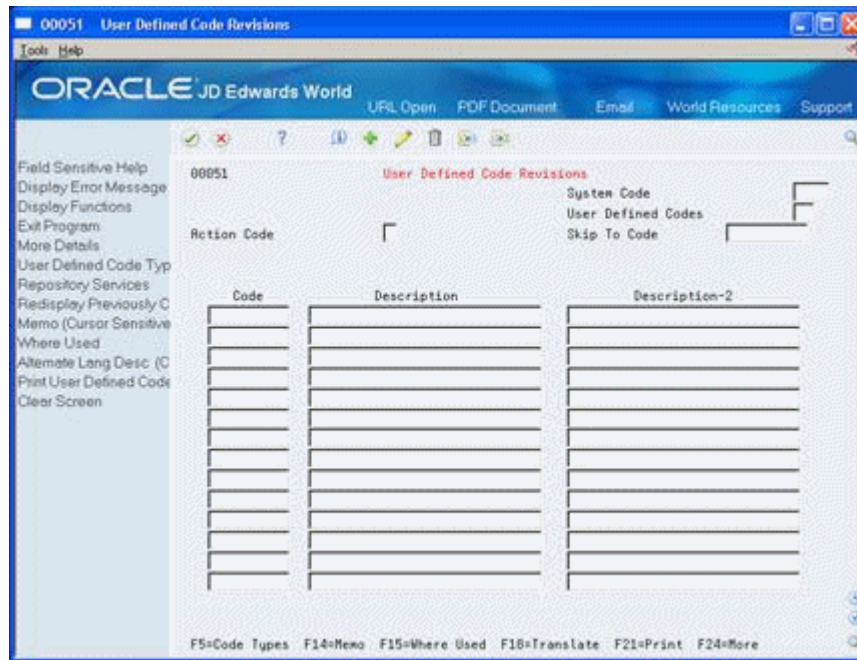 00051 User Defined Code Revisions
Tools Help
ORACLE JD Edwards World
URL Open PDF Document Email World Resources Support
Field Sensitive Help
Display Error Message
Display Functions
Exit Program
More Details
User Defined Code Typ
Repository Services
Redisplay Previously C
Memo (Cursor Sensitive
Where Used
Alternate Lang Desc. (C
Print User Defined Code
Clear Screen
00051 User Defined Code Revisions
System Code
User Defined Codes
Action Code Skip To Code
Code Description Description-2
F5=Code Types F14=Memo F15=Where Used F18=Translate F21=Print F24=More